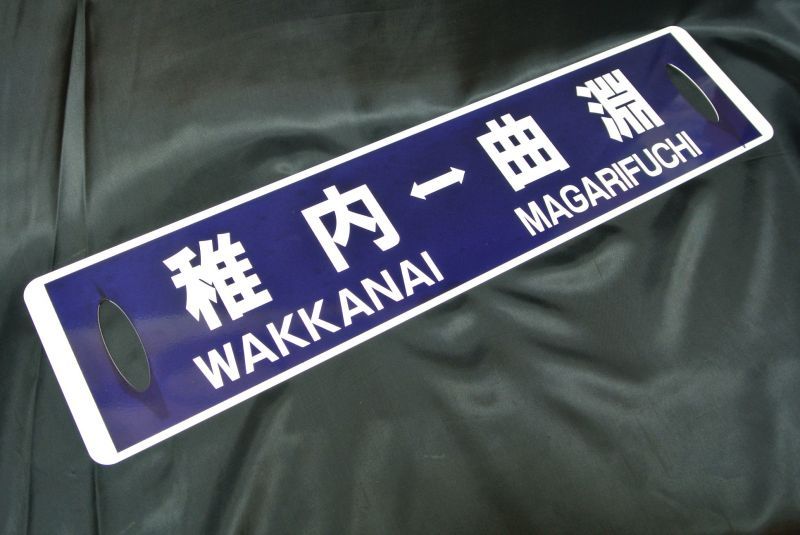 稚内 ↔ 曲淵
WAKKANAI MAGARIFUCHI